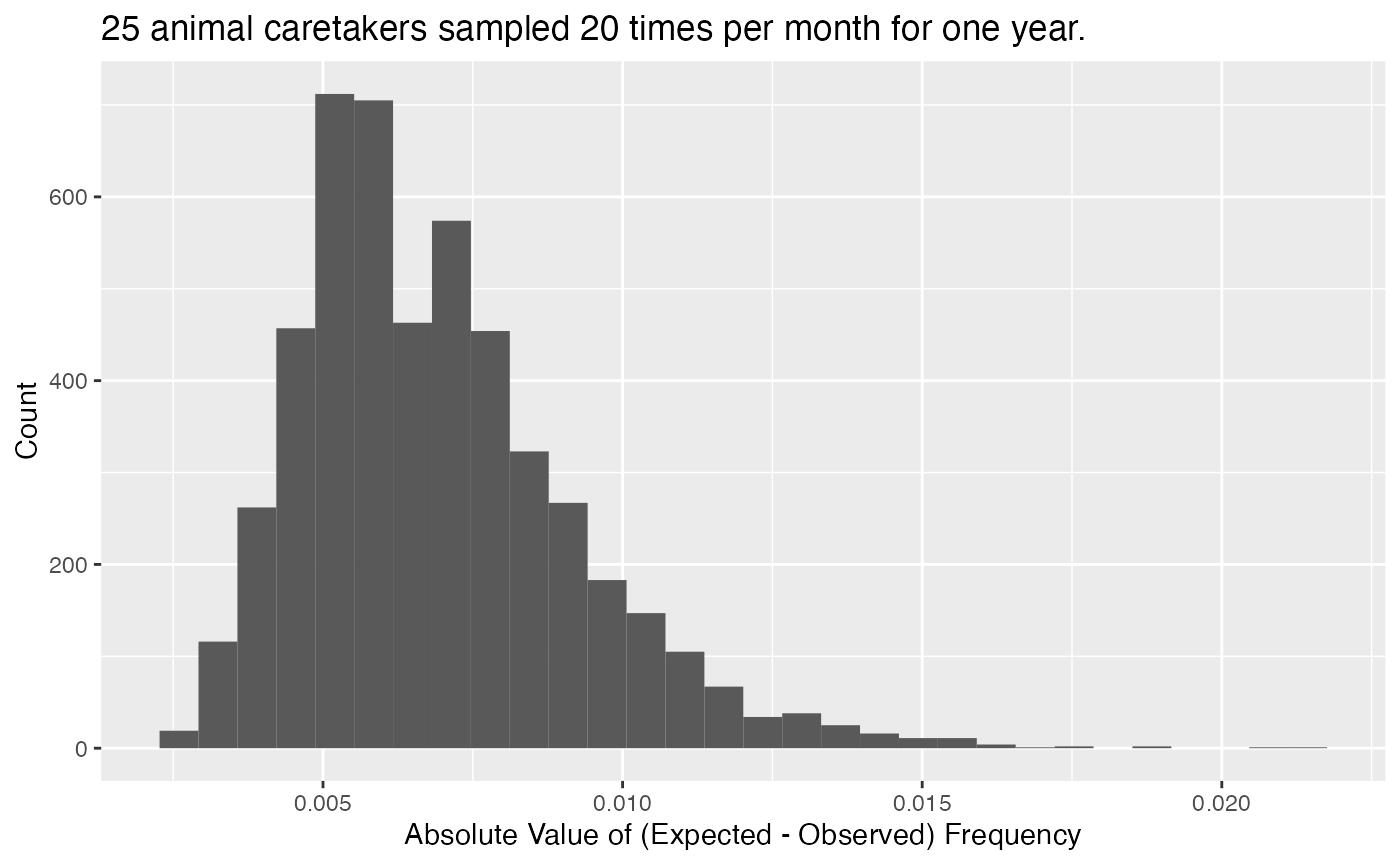 25 animal caretakers sampled 20 times per month for one year.
Count
600
400
200
0
0.005 0.010 0.015 0.020
Absolute Value of (Expected - Observed) Frequency